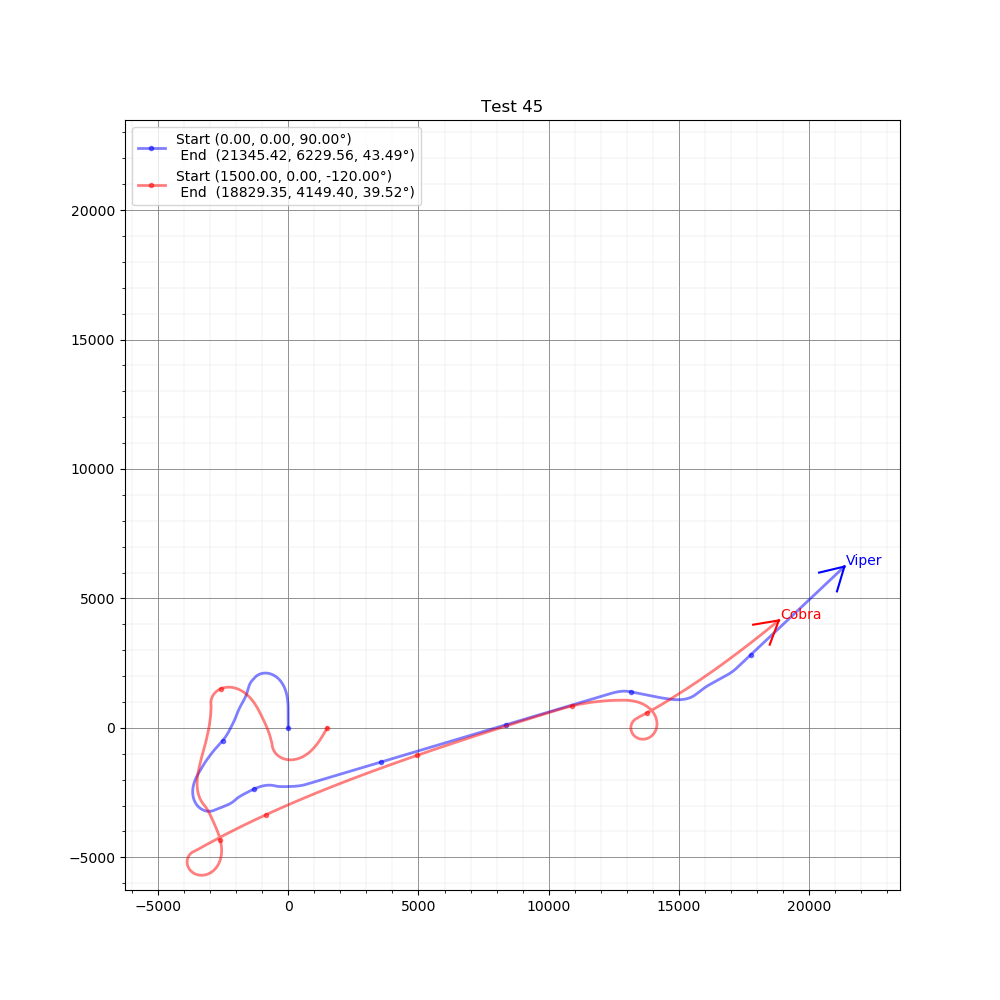 Test 45
Start (0.00, 0.00, 90.00°)
End (21345.42, 6229.56, 43.49°)
Start (1500.00, 0.00, -120.00°)
End (18829.35, 4149.40, 39.52°)
20000
15000
10000
5000
0
−5000
Viper
Cobra
−5000 0 5000 10000 15000 20000